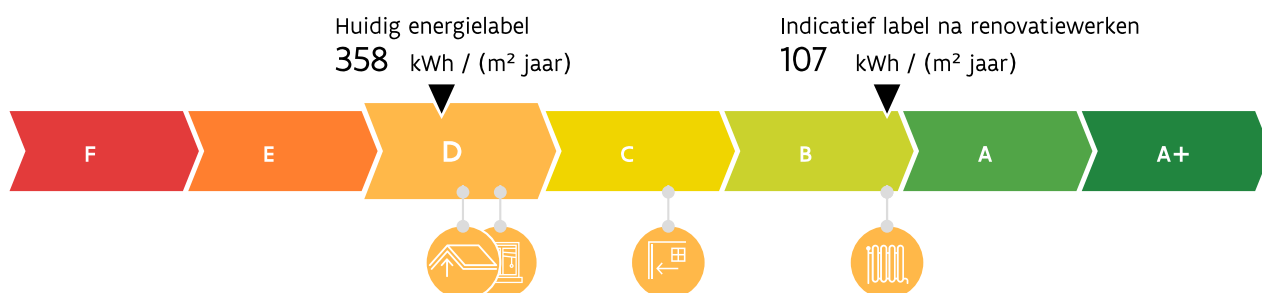 Huidig energielabel
358 kWh / (m² jaar)
Indicatief label na renovatiewerken
107 kWh / (m² jaar)
F E D C B A A+